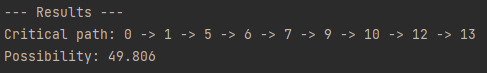 --- Results ---
Critical path: 0 -> 1 -> 5 -> 6 -> 7 -> 9 -> 10 -> 12 -> 13
Possibility: 49.806